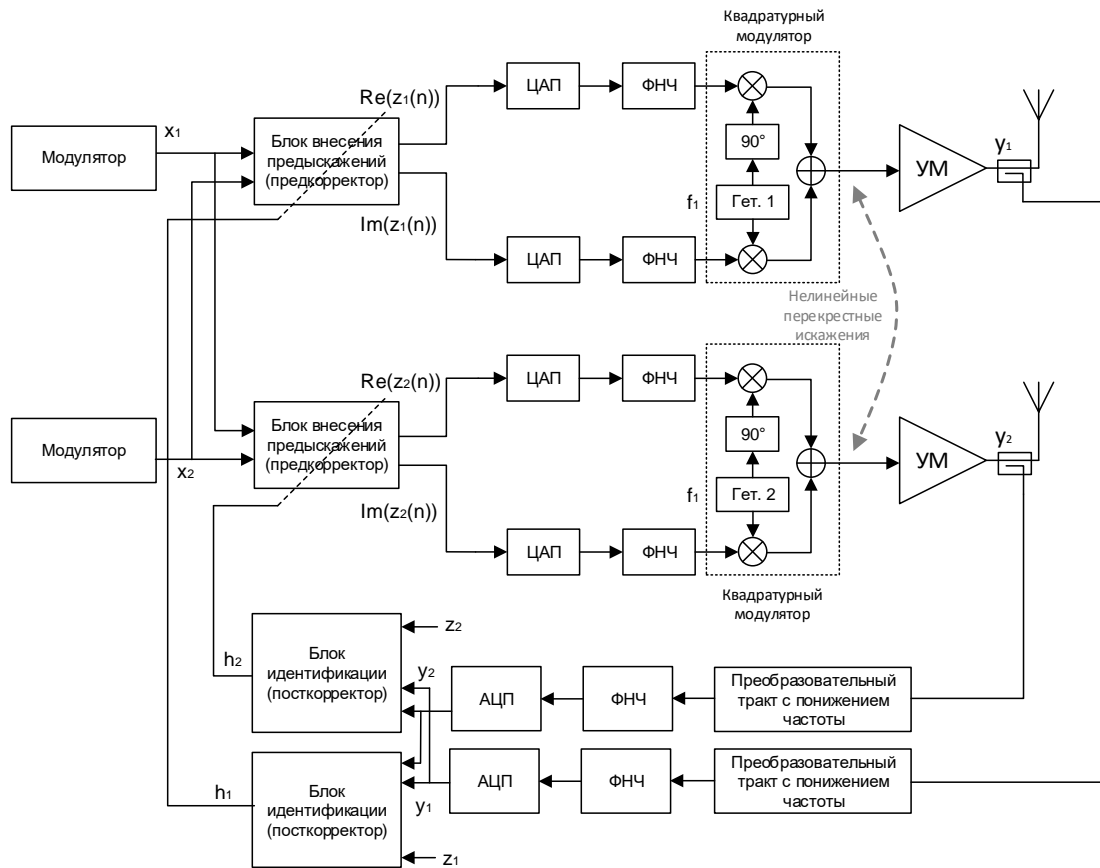 Квадратурный
модулятор
Re(z1(n))
ЦАП
ФНЧ
x1
Модулятор
Блок внесения
предыскажений
(предкорректор)
90°
y1
УМ
f1
Гет. 1
Im(z1(n))
ЦАП
ФНЧ
Нелинейные
перекрестные
искажения
Re(z2(n))
ЦАП
ФНЧ
Модулятор
x2
Блок внесения
предыскажений
(предкорректор)
90°
y2
УМ
f1
Гет. 2
Im(z2(n))
ЦАП
ФНЧ
Квадратурный
модулятор
z2
h2
Блок
идентификации
(посткорректор)
y2
АЦП
ФНЧ
Преобразовательный
тракт с понижением
частоты
h1
Блок
идентификации
(посткорректор)
y1
АЦП
ФНЧ
Преобразовательный
тракт с понижением
частоты
z1